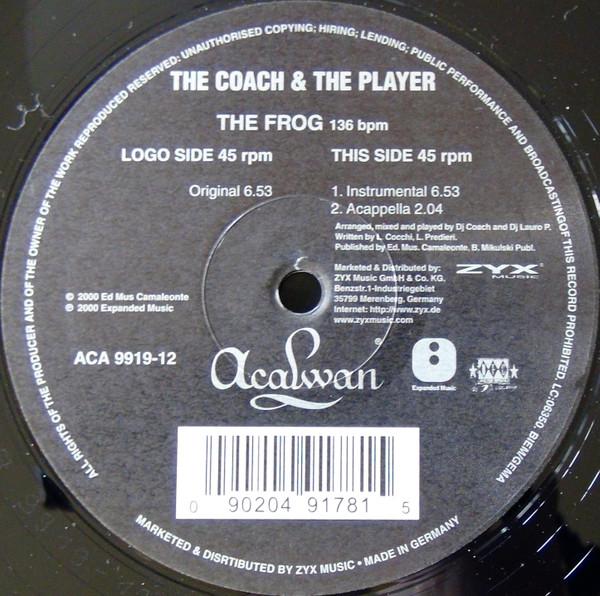 ALL RIGHTS OF THE PRODUCER AND OF THE OWNER OF THE WORK REPRODUCED RESERVED: UNAUTHORISED COPYING; HIRING; LENDING; PUBLIC PERFORMANCE AND BROADCASTING OF THIS RECORD PROHIBITED. LC-06350. BIEM/GEMA
THE COACH & THE PLAYER
THE FROG 136 bpm
LOGO SIDE 45 rpm
Original 6.53
THIS SIDE 45 rpm
1. Instrumental 6.53
2. Acappella 2.04
Arranged, mixed and played by Dj Coach and Dj Lauro P.
Written by L. Cocchi, L. Predieri.
Published by Ed. Mus. Camaleonte, B. Mikulski Publ.
Marketed & Distributed by:
ZYX Music GmbH & Co. KG.
Benzstr.1-Industriegebiet
35799 Merenberg, Germany
Internet: http://www.zyx.de
www.zyxmusic.com
ZYX®
MUSIC
© 2000 Ed Mus Camaleonte
℗ 2000 Expanded Music
ACA 9919-12
Acalwan ®
Expanded Music
0 90204 91781 5
MARKETED & DISRTIBUTED BY ZYX MUSIC • MADE IN GERMANY